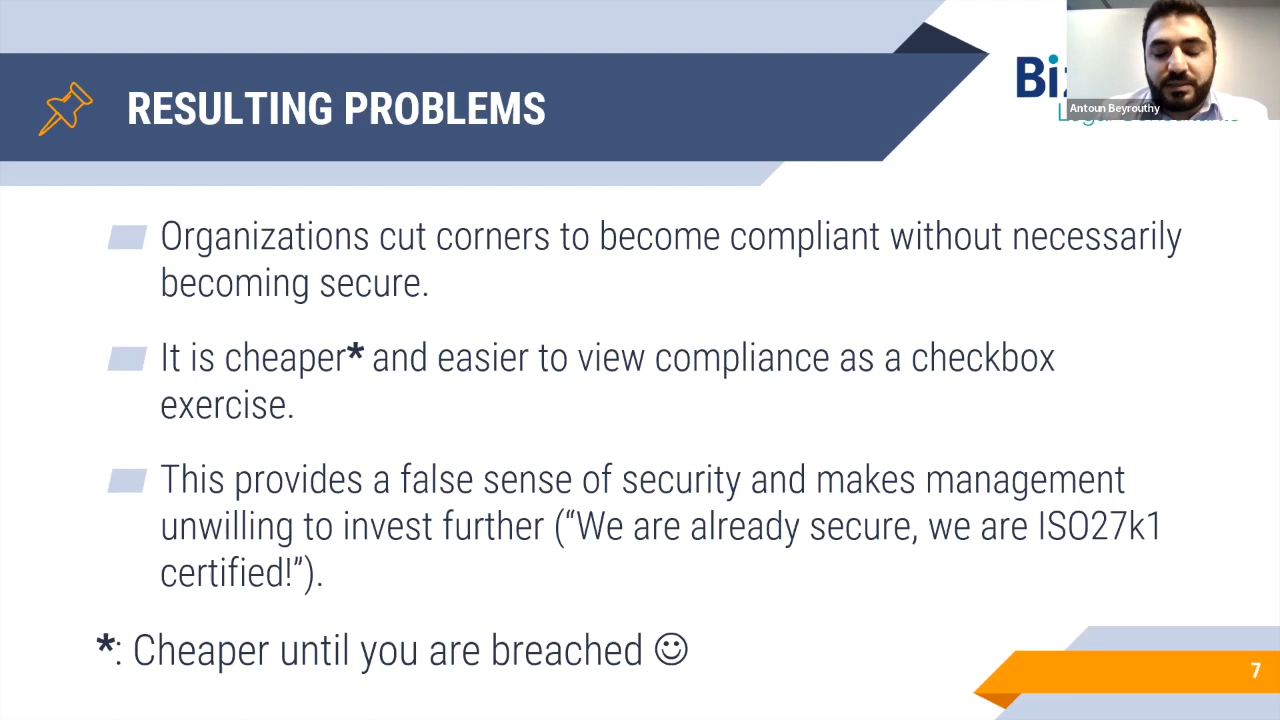 RESULTING PROBLEMS
Antoun Beyrouthy
Organizations cut corners to become compliant without necessarily
becoming secure.
It is cheaper* and easier to view compliance as a checkbox
exercise.
This provides a false sense of security and makes management
unwilling to invest further (“We are already secure, we are ISO27k1
certified!”).
*: Cheaper until you are breached ☺
7